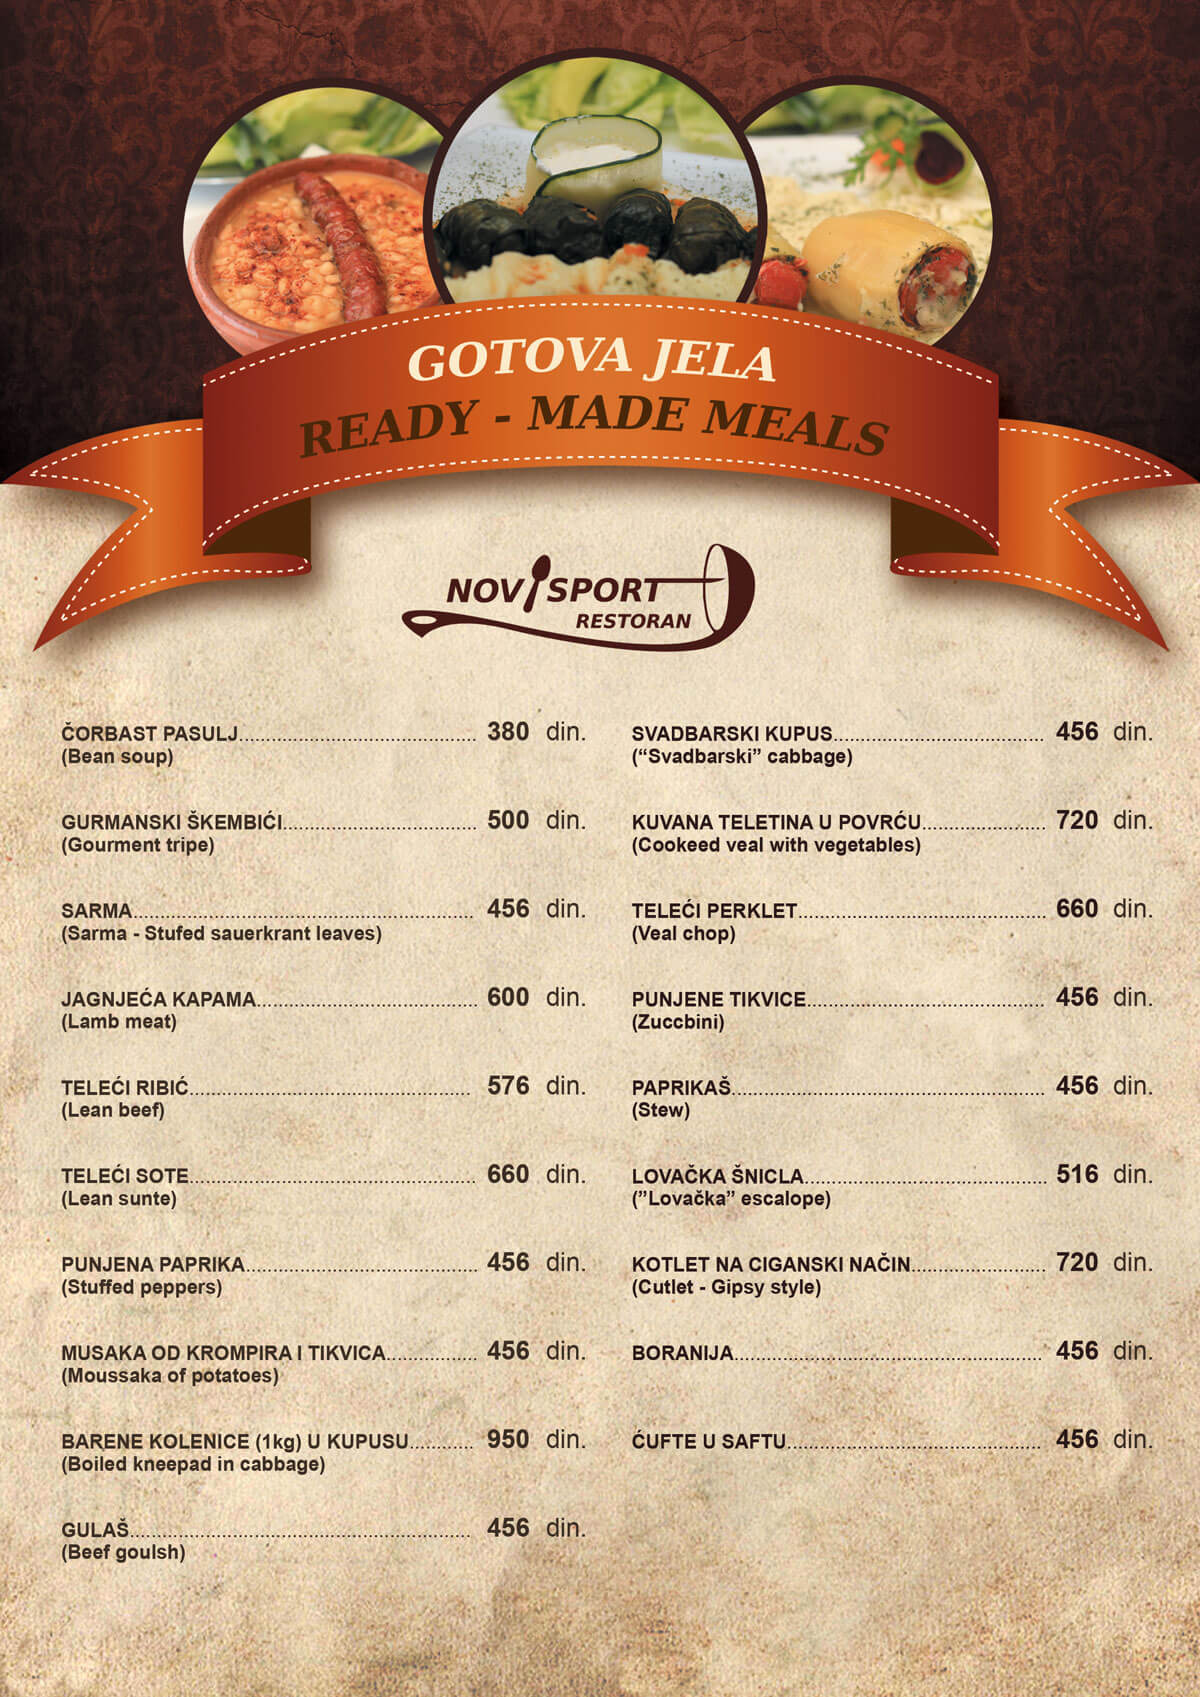 GOTOVA JELA
READY - MADE MEALS
NOVI SPORT
RESTORAN
ČORBAST PASULJ........................................ 380 din.
(Bean soup)
GURMANSKI ŠKEMBIĆI................................ 500 din.
(Gourment tripe)
SARMA........................................................ 456 din.
(Sarma - Stufed sauerkrant leaves)
JAGNJEĆA KAPAMA..................................... 600 din.
(Lamb meat)
TELEĆI RIBIĆ............................................... 576 din.
(Lean beef)
TELEĆI SOTE................................................ 660 din.
(Lean sunte)
PUNJENA PAPRIKA....................................... 456 din.
(Stuffed peppers)
MUSAKA OD KROMPIRA I TIKVICA................ 456 din.
(Moussaka of potatoes)
BARENE KOLENICE (1kg) U KUPUSU........... 950 din.
(Boiled kneepad in cabbage)
GULAŠ......................................................... 456 din.
(Beef goulsh)
SVADBARSKI KUPUS................................... 456 din.
(“Svadbarski” cabbage)
KUVANA TELETINA U POVRĆU..................... 720 din.
(Cookeed veal with vegetables)
TELEĆI PERKLET......................................... 660 din.
(Veal chop)
PUNJENE TIKVICE....................................... 456 din.
(Zuccbini)
PAPRIKAŠ.................................................... 456 din.
(Stew)
LOVAČKA ŠNICLA........................................ 516 din.
(”Lovačka” escalope)
KOTLET NA CIGANSKI NAČIN...................... 720 din.
(Cutlet - Gipsy style)
BORANIJA................................................... 456 din.
ĆUFTE U SAFTU.......................................... 456 din.